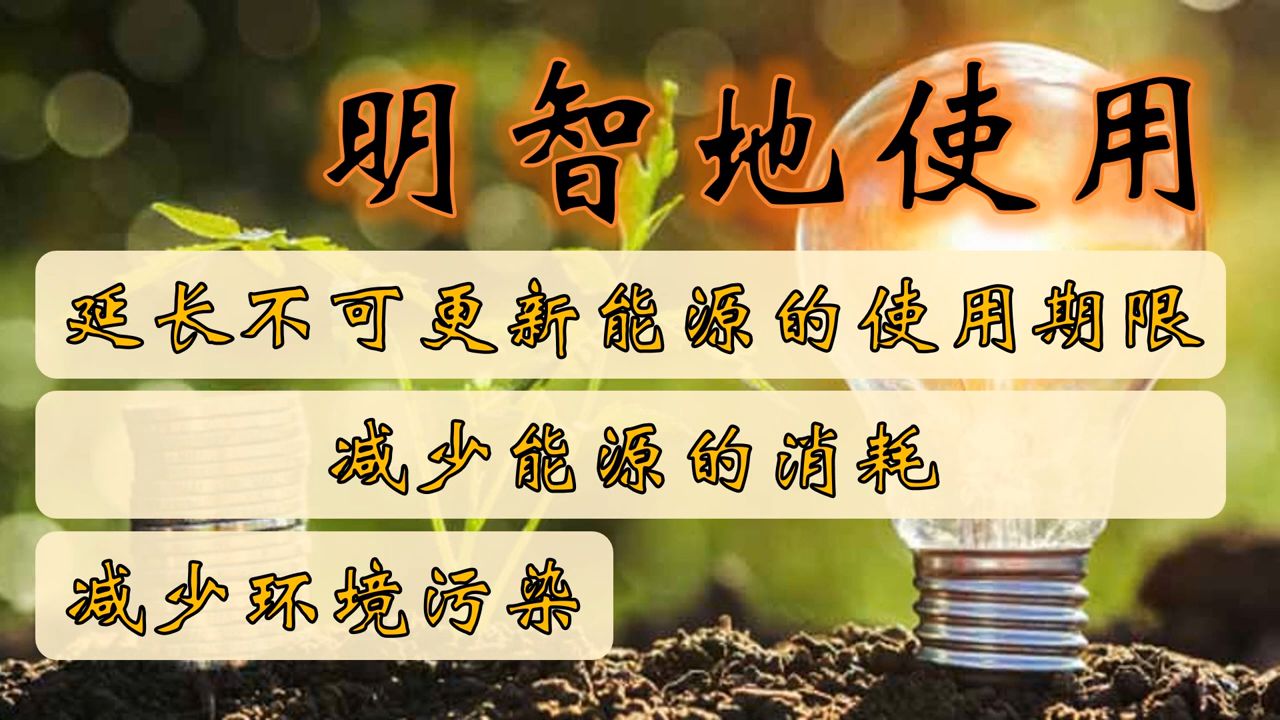 明智地使用
延长不可更新能源的使用期限
减少能源的消耗
减少环境污染